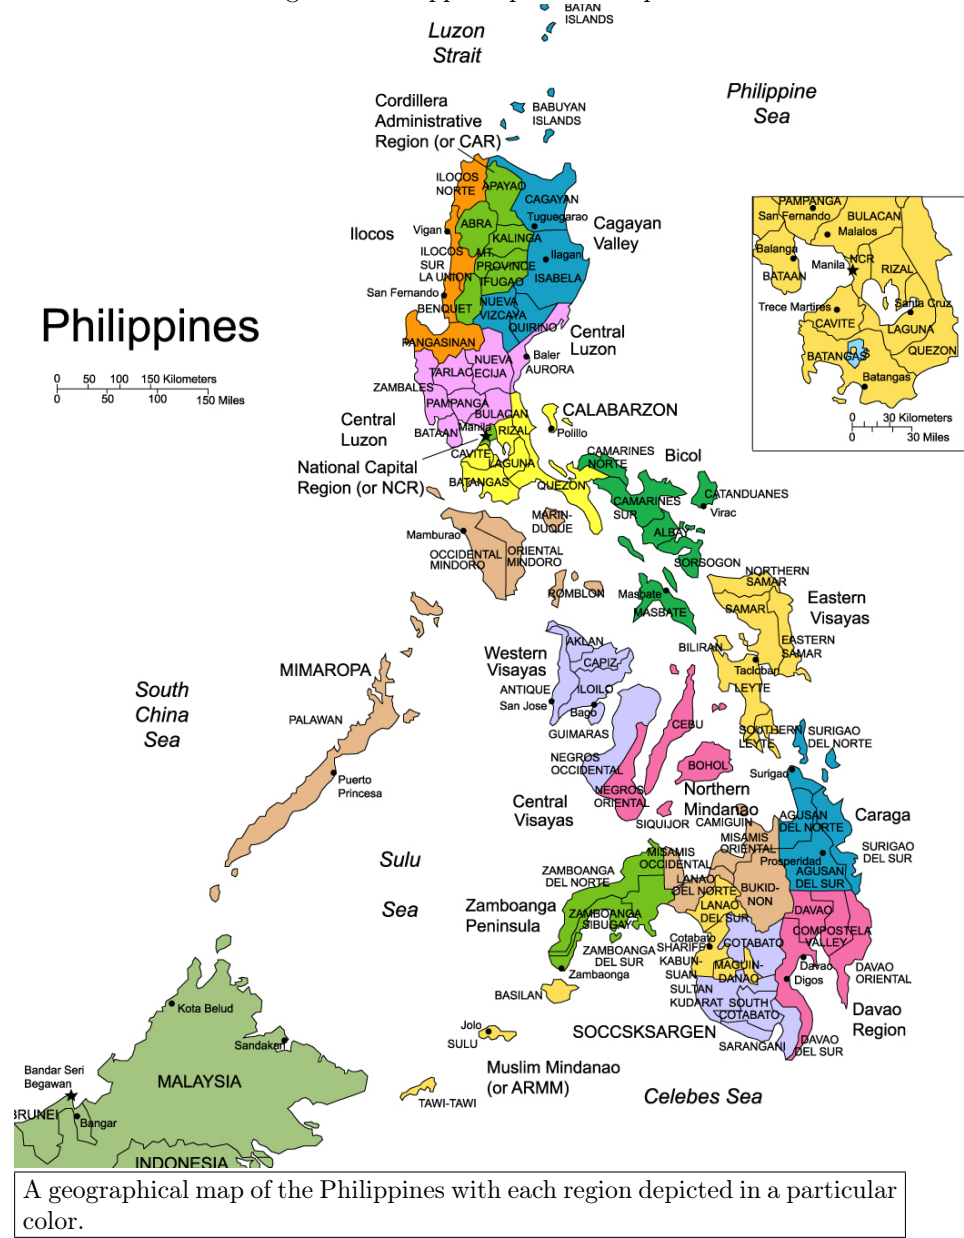 BATAN
ISLANDS
Luzon
Strait
Philippine
Sea
BABUYAN
ISLANDS
Cordillera
Administrative
Region (or CAR)
ILOCOS
NORTE
APAYAO
CAGAYAN
Tuguegarao
Cagayan
Valley
Ilocos
Vigan
ABRA
KALINGA
ILOCOS
SUR
MT.
PROVINCE
Ilagan
ISABELA
LA UNION
IFUGAO
San Fernando
BENQUET
NUEVA
VIZCAYA
QUIRINO
Central
Luzon
PANGASINAN
Baler
AURORA
NUEVA
ECIJA
TARLAC
ZAMBALES
PAMPANGA
BULACAN
Central
Luzon
BATAAN
Manila
RIZAL
CALABARZON
Polillo
National Capital
Region (or NCR)
CAVITE
LAGUNA
BATANGAS
QUEZON
Philippines
0 50 100 150 Kilometers
0 50 100 150 Miles
PAMPANGA
San Fernando
BULACAN
Malalos
Balanga
BATAAN
Manila
NCR
RIZAL
Trece Martires
Santa Cruz
CAVITE
LAGUNA
BATANGAS
QUEZON
Batangas
0 30 Kilometers
0 30 Miles
CAMARINES
NORTE
Bicol
CATANDUANES
Virac
CAMARINES
SUR
ALBAY
SORSOGON
MARIN-
DUQUE
Mamburao
OCCIDENTAL
MINDORO
ORIENTAL
MINDORO
ROMBLON
Masbate
MASBATE
NORTHERN
SAMAR
SAMAR
Eastern
Visayas
EASTERN
SAMAR
BILIRAN
Tacloban
LEYTE
SOUTHERN
LEYTE
Western
Visayas
AKLAN
CAPIZ
ANTIQUE
ILOILO
San Jose
Bago
GUIMARAS
NEGROS
OCCIDENTAL
CEBU
BOHOL
NEGROS
ORIENTAL
Central
Visayas
SIQUIJOR
MIMAROPA
PALAWAN
Puerto
Princesa
South
China
Sea
Sulu
Sea
SURIGAO
DEL NORTE
Surigao
Northern
Mindanao
CAMIGUIN
AGUSAN
DEL NORTE
Caraga
MISAMIS
ORIENTAL
Prosperidad
SURIGAO
DEL SUR
AGUSAN
DEL SUR
MISAMIS
OCCIDENTAL
LANAO
DEL NORTE
BUKID-
NON
LANAO
DEL SUR
ZAMBOANGA
DEL NORTE
Zamboanga
Peninsula
ZAMBOANGA
SIBUGAY
ZAMBOANGA
DEL SUR
Zambaonga
Cotabato
SHARIFF
KABUN-
SUAN
COTABATO
MAGUIN-
DANAO
DAVAO
COMPOSTELA
VALLEY
Davao
Digos
DAVAO
ORIENTAL
Davao
Region
SULTAN
KUDARAT
SOUTH
COTABATO
SARANGANI
DAVAO
DEL SUR
SOCCSKSARGEN
BASILAN
Jolo
SULU
Muslim Mindanao
(or ARMM)
TAWI-TAWI
Celebes Sea
Kota Belud
Sandakan
MALAYSIA
Bandar Seri
Begawan
BRUNEI
Bangar
INDONESIA
A geographical map of the Philippines with each region depicted in a particular
color.